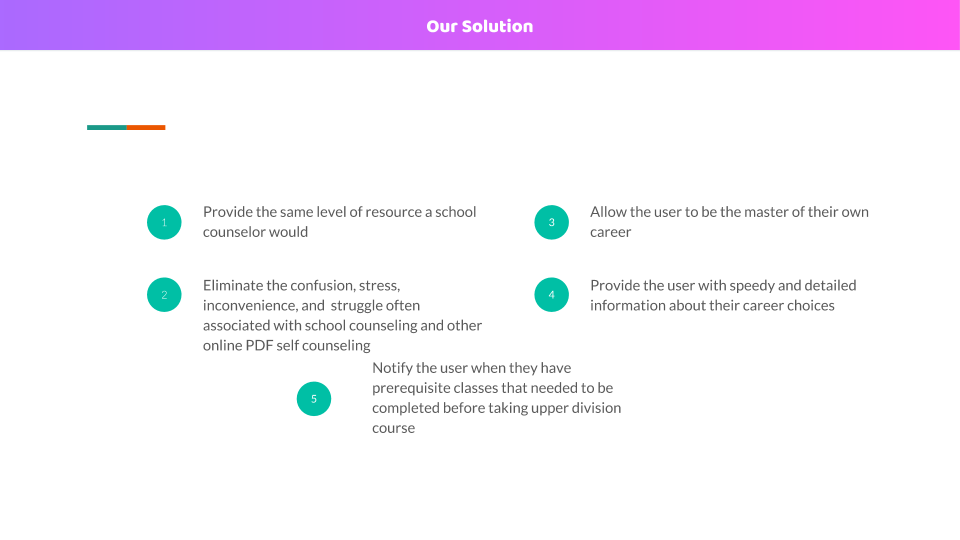 Our Solution
1
Provide the same level of resource a school
counselor would
2
Eliminate the confusion, stress,
inconvenience, and  struggle often
associated with school counseling and other
online PDF self counseling
3
Allow the user to be the master of their own
career
4
Provide the user with speedy and detailed
information about their career choices
5
Notify the user when they have
prerequisite classes that needed to be
completed before taking upper division
course